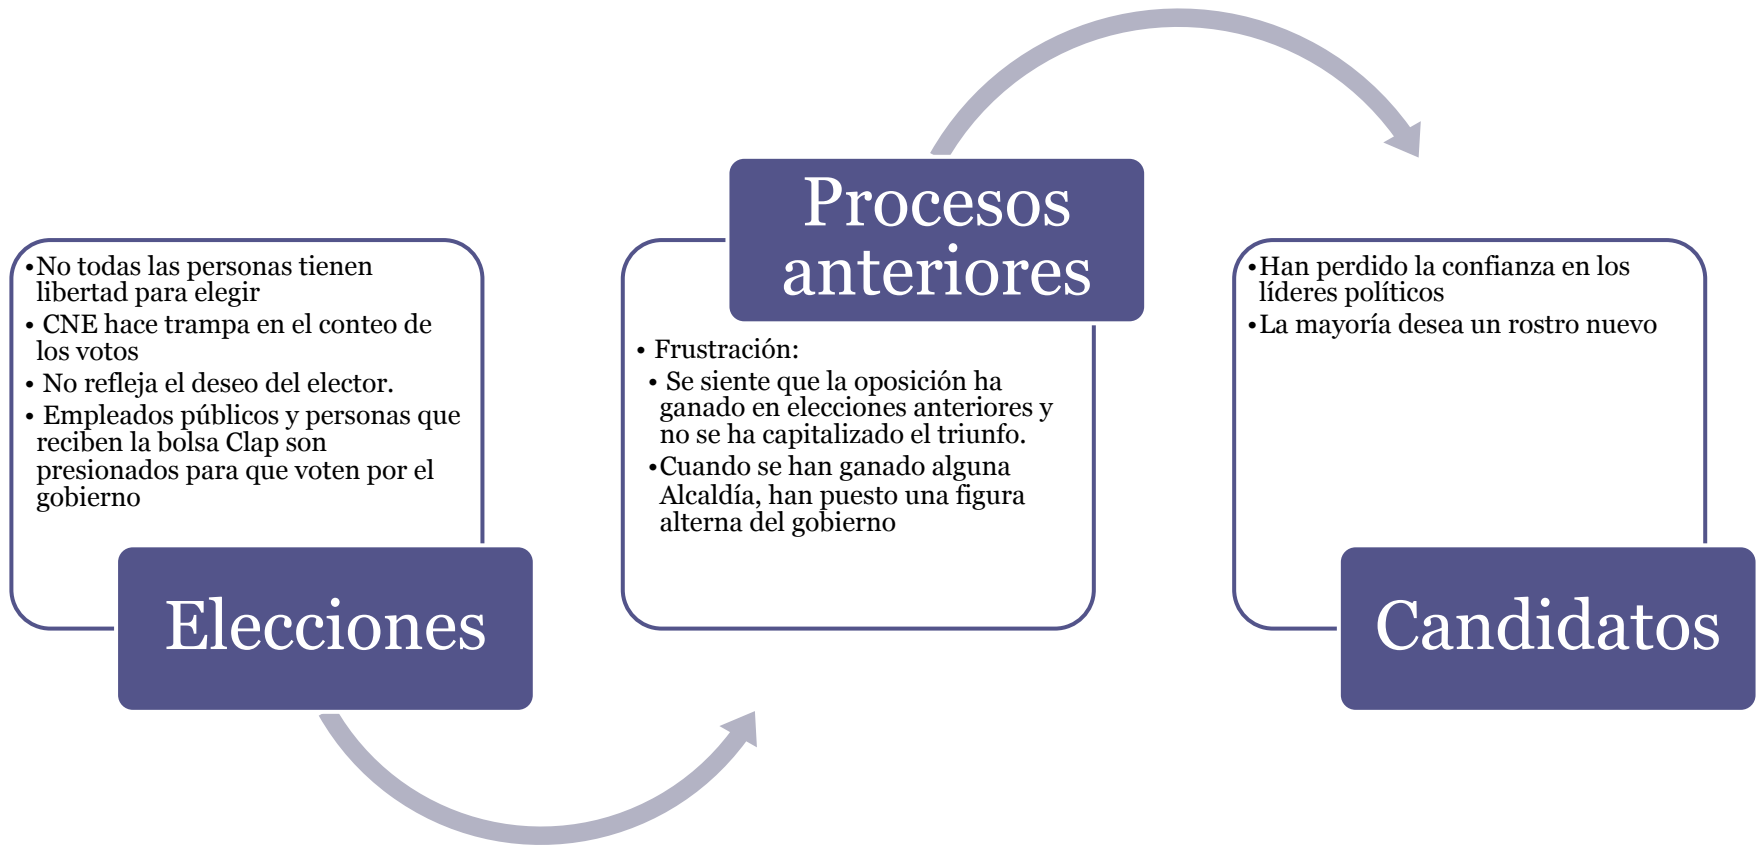 •No todas las personas tienen
libertad para elegir
• CNE hace trampa en el conteo de
los votos
• No refleja el deseo del elector.
• Empleados públicos y personas que
reciben la bolsa Clap son
presionados para que voten por el
gobierno
Elecciones
Procesos
anteriores
• Frustración:
• Se siente que la oposición ha
ganado en elecciones anteriores y
no se ha capitalizado el triunfo.
•Cuando se han ganado alguna
Alcaldía, han puesto una figura
alterna del gobierno
•Han perdido la confianza en los
líderes políticos
•La mayoría desea un rostro nuevo
Candidatos